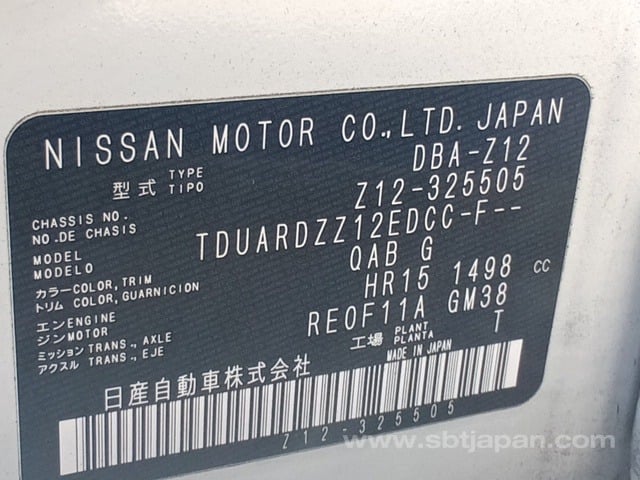 NISSAN MOTOR CO.,LTD. JAPAN
型式 TYPE TIPO DBA-Z12
CHASSIS NO. NO.DE CHASIS Z12-325505
MODEL MODELO TDUARDZZ12EDCC-F--
カラー COLOR, TRIM トリム COLOR, GUARNICION QAB G
エンジン ENGINE MOTOR HR15 1498 CC
ミッション TRANS., AXLE アクスル TRANS., EJE RE0F11A GM38
工場 PLANT PLANTA T
日産自動車株式会社 MADE IN JAPAN
Z12-325505
www.sbtjapan.com